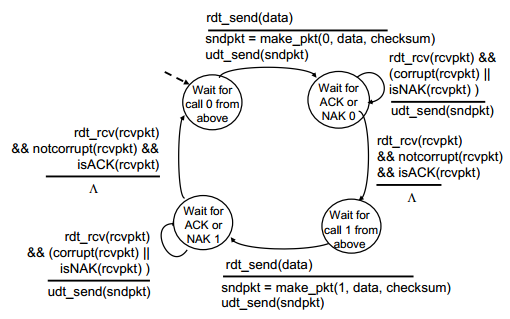 rdt_send(data)
sndpkt = make_pkt(0, data, checksum)
udt_send(sndpkt)
Wait for
call 0 from
above
Wait for
ACK or
NAK 0
rdt_rcv(rcvpkt) &&
(corrupt(rcvpkt) ||
isNAK(rcvpkt) )
udt_send(sndpkt)
rdt_rcv(rcvpkt)
&& notcorrupt(rcvpkt) &&
isACK(rcvpkt)
Λ
rdt_rcv(rcvpkt)
&& notcorrupt(rcvpkt)
&& isACK(rcvpkt)
Λ
Wait for
ACK or
NAK 1
Wait for
call 1 from
above
rdt_rcv(rcvpkt)
&& (corrupt(rcvpkt) ||
isNAK(rcvpkt) )
udt_send(sndpkt)
rdt_send(data)
sndpkt = make_pkt(1, data, checksum)
udt_send(sndpkt)